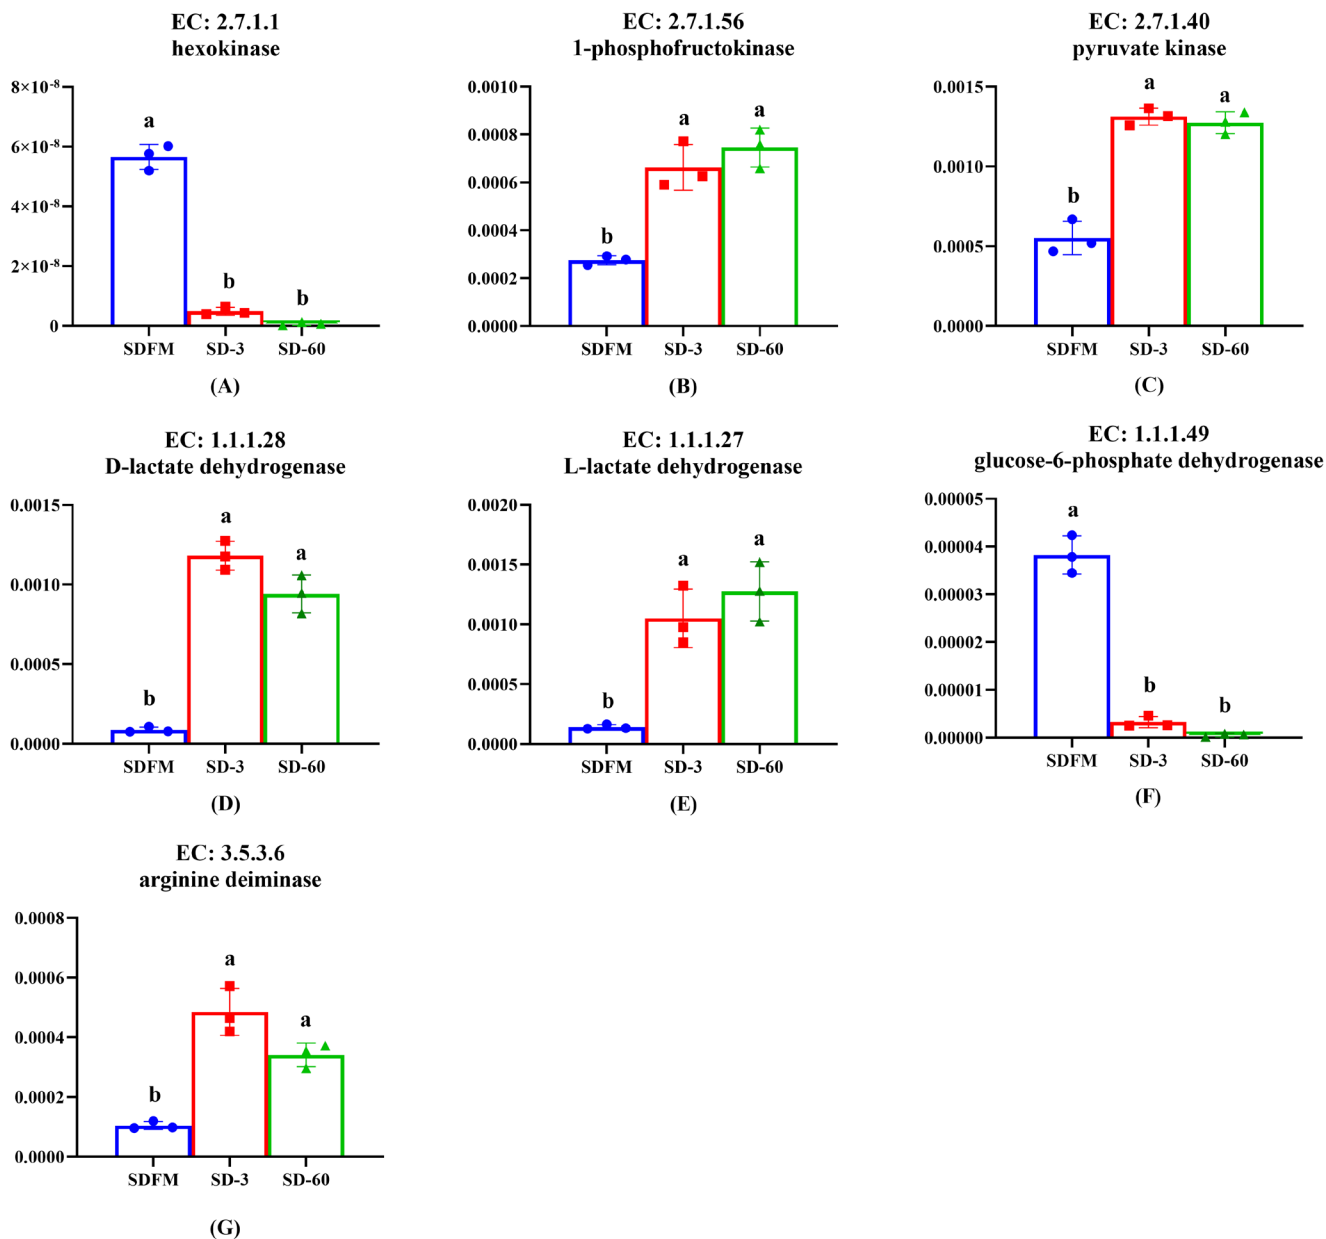 EC: 2.7.1.1
hexokinase
8×10⁻⁸
6×10⁻⁸
4×10⁻⁸
2×10⁻⁸
0
a
b
b
SDFM SD-3 SD-60
(A)
EC: 2.7.1.56
1-phosphofructokinase
0.0010
0.0008
0.0006
0.0004
0.0002
0.0000
b
a
a
SDFM SD-3 SD-60
(B)
EC: 2.7.1.40
pyruvate kinase
0.0015
0.0010
0.0005
0.0000
b
a
a
SDFM SD-3 SD-60
(C)
EC: 1.1.1.28
D-lactate dehydrogenase
0.0015
0.0010
0.0005
0.0000
b
a
a
SDFM SD-3 SD-60
(D)
EC: 1.1.1.27
L-lactate dehydrogenase
0.0020
0.0015
0.0010
0.0005
0.0000
b
a
a
SDFM SD-3 SD-60
(E)
EC: 1.1.1.49
glucose-6-phosphate dehydrogenase
0.00005
0.00004
0.00003
0.00002
0.00001
0.00000
a
b
b
SDFM SD-3 SD-60
(F)
EC: 3.5.3.6
arginine deiminase
0.0008
0.0006
0.0004
0.0002
0.0000
b
a
a
SDFM SD-3 SD-60
(G)